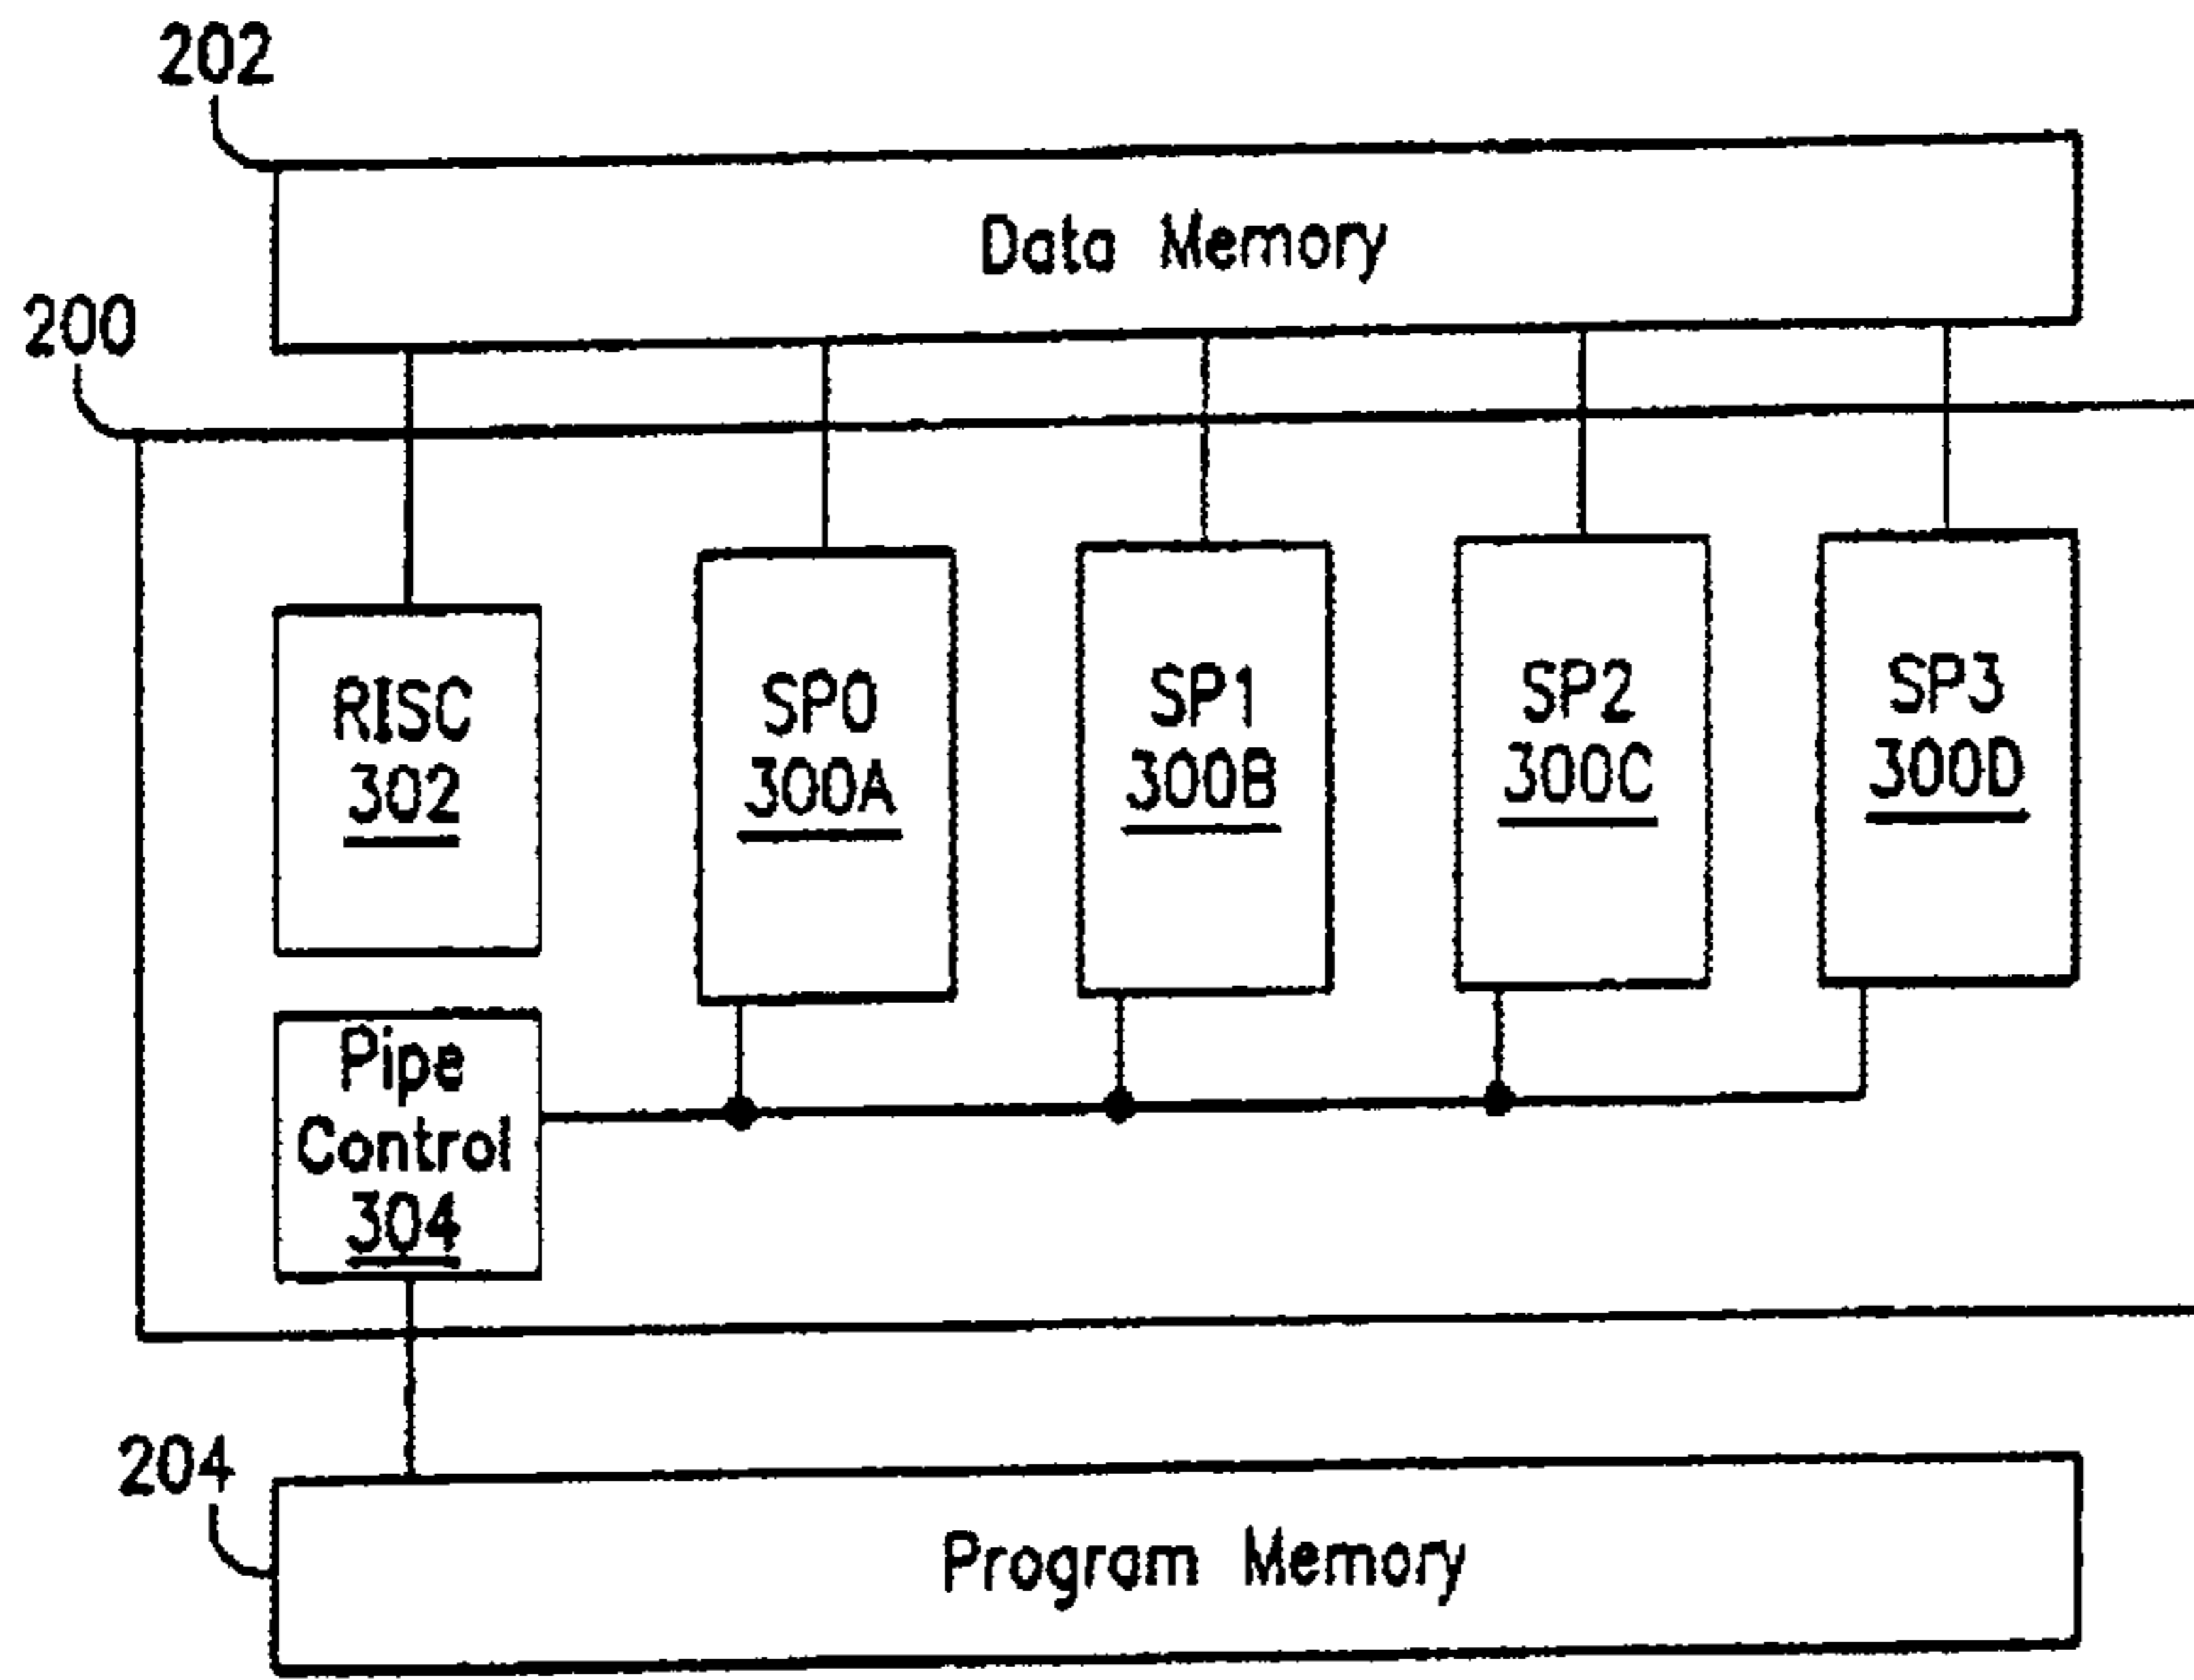 202
Data Memory
200
RISC
302
SP0
300A
SP1
300B
SP2
300C
SP3
300D
Pipe
Control
304
204
Program Memory